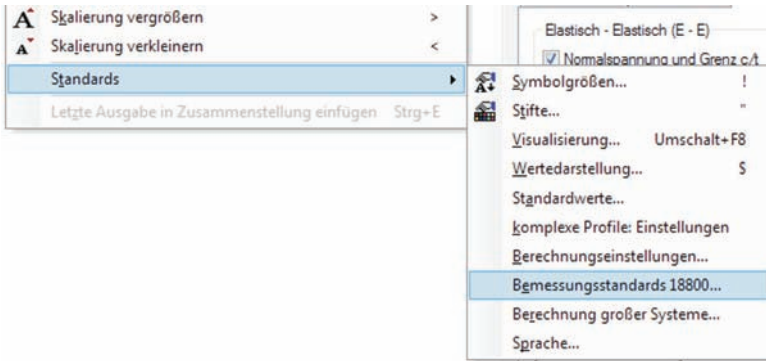 Skalierung vergrößern >
Skalierung verkleinern <
Standards
Letzte Ausgabe in Zusammenstellung einfügen Strg+E
Elastisch - Elastisch (E - E)
Normalspannung und Grenz c/t
Symbolgrößen... !
Stifte... "
Visualisierung... Umschalt+F8
Wertedarstellung... $
Standardwerte...
komplexe Profile: Einstellungen
Berechnungseinstellungen...
Bemessungsstandards 18800...
Berechnung großer Systeme...
Sprache...